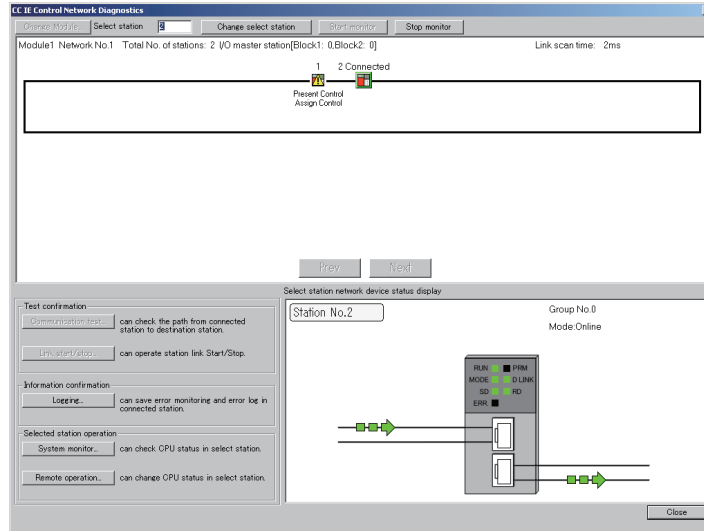 CC IE Control Network Diagnostics
Change Module.. Select station 2 Change select station Start monitor Stop monitor
Module1 Network No.1 Total No. of stations: 2 I/O master station[Block1: 0,Block2: 0] Link scan time: 2ms
1 2 Connected
Present Control
Assign Control
Prev Next
Select station network device status display
Test confirmation
Communication test... can check the path from connected
station to destination station.
Link start/stop... can operate station link Start/Stop.
Information confirmation
Logging... can save error monitoring and error log in
connected station.
Selected station operation
System monitor... can check CPU status in select station.
Remote operation... can change CPU status in select station.
Station No.2 Group No.0
Mode:Online
RUN PRM
MODE D LINK
SD RD
ERR
Close